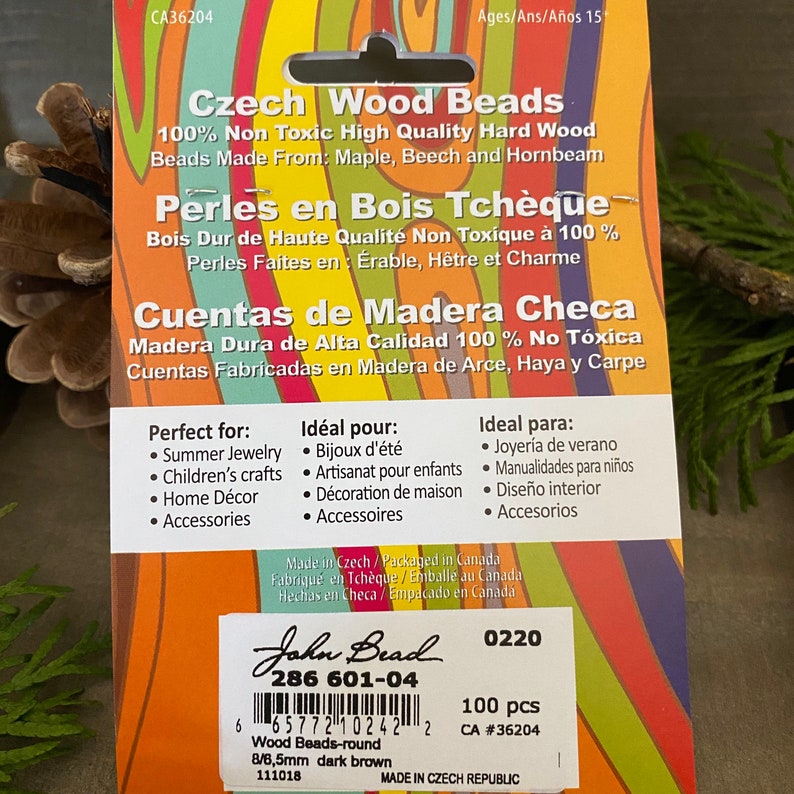 CA36204
Ages/Ans/Años 15+
Czech Wood Beads
100% Non Toxic High Quality Hard Wood
Beads Made From: Maple, Beech and Hornbeam
Perles en Bois Tchèque
Bois Dur de Haute Qualité Non Toxique à 100 %
Perles Faites en : Érable, Hêtre et Charme
Cuentas de Madera Checa
Madera Dura de Alta Calidad 100 % No Tóxica
Cuentas Fabricadas en Madera de Arce, Haya y Carpe
Perfect for:
• Summer Jewelry
• Children's crafts
• Home Décor
• Accessories
Idéal pour:
• Bijoux d'été
• Artisanat pour enfants
• Décoration de maison
• Accessoires
Ideal para:
• Joyería de verano
• Manualidades para niños
• Diseño interior
• Accesorios
Made in Czech / Packaged in Canada
Fabriqué en Tchèque / Emballé au Canada
Hechas en Checa / Empacado en Canadá
John Bead
0220
286 601-04
6 65772 10242 2
100 pcs
CA #36204
Wood Beads-round
8/6,5mm dark brown
111018
MADE IN CZECH REPUBLIC